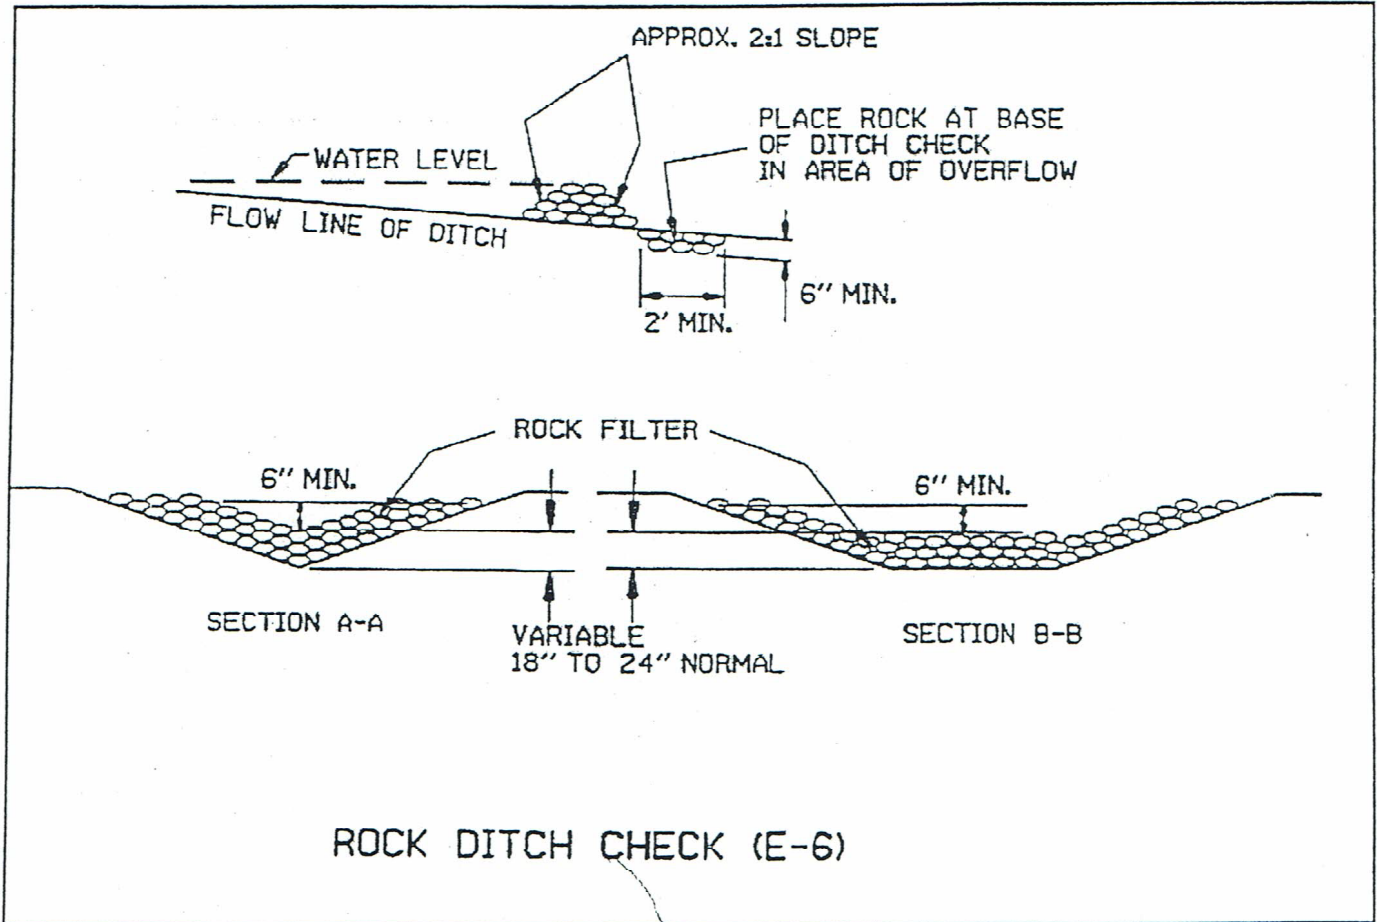 APPROX. 2:1 SLOPE
PLACE ROCK AT BASE
OF DITCH CHECK
IN AREA OF OVERFLOW
WATER LEVEL
FLOW LINE OF DITCH
6" MIN.
2' MIN.
ROCK FILTER
6" MIN.
6" MIN.
SECTION A-A
VARIABLE
18" TO 24" NORMAL
SECTION B-B
ROCK DITCH CHECK (E-6)